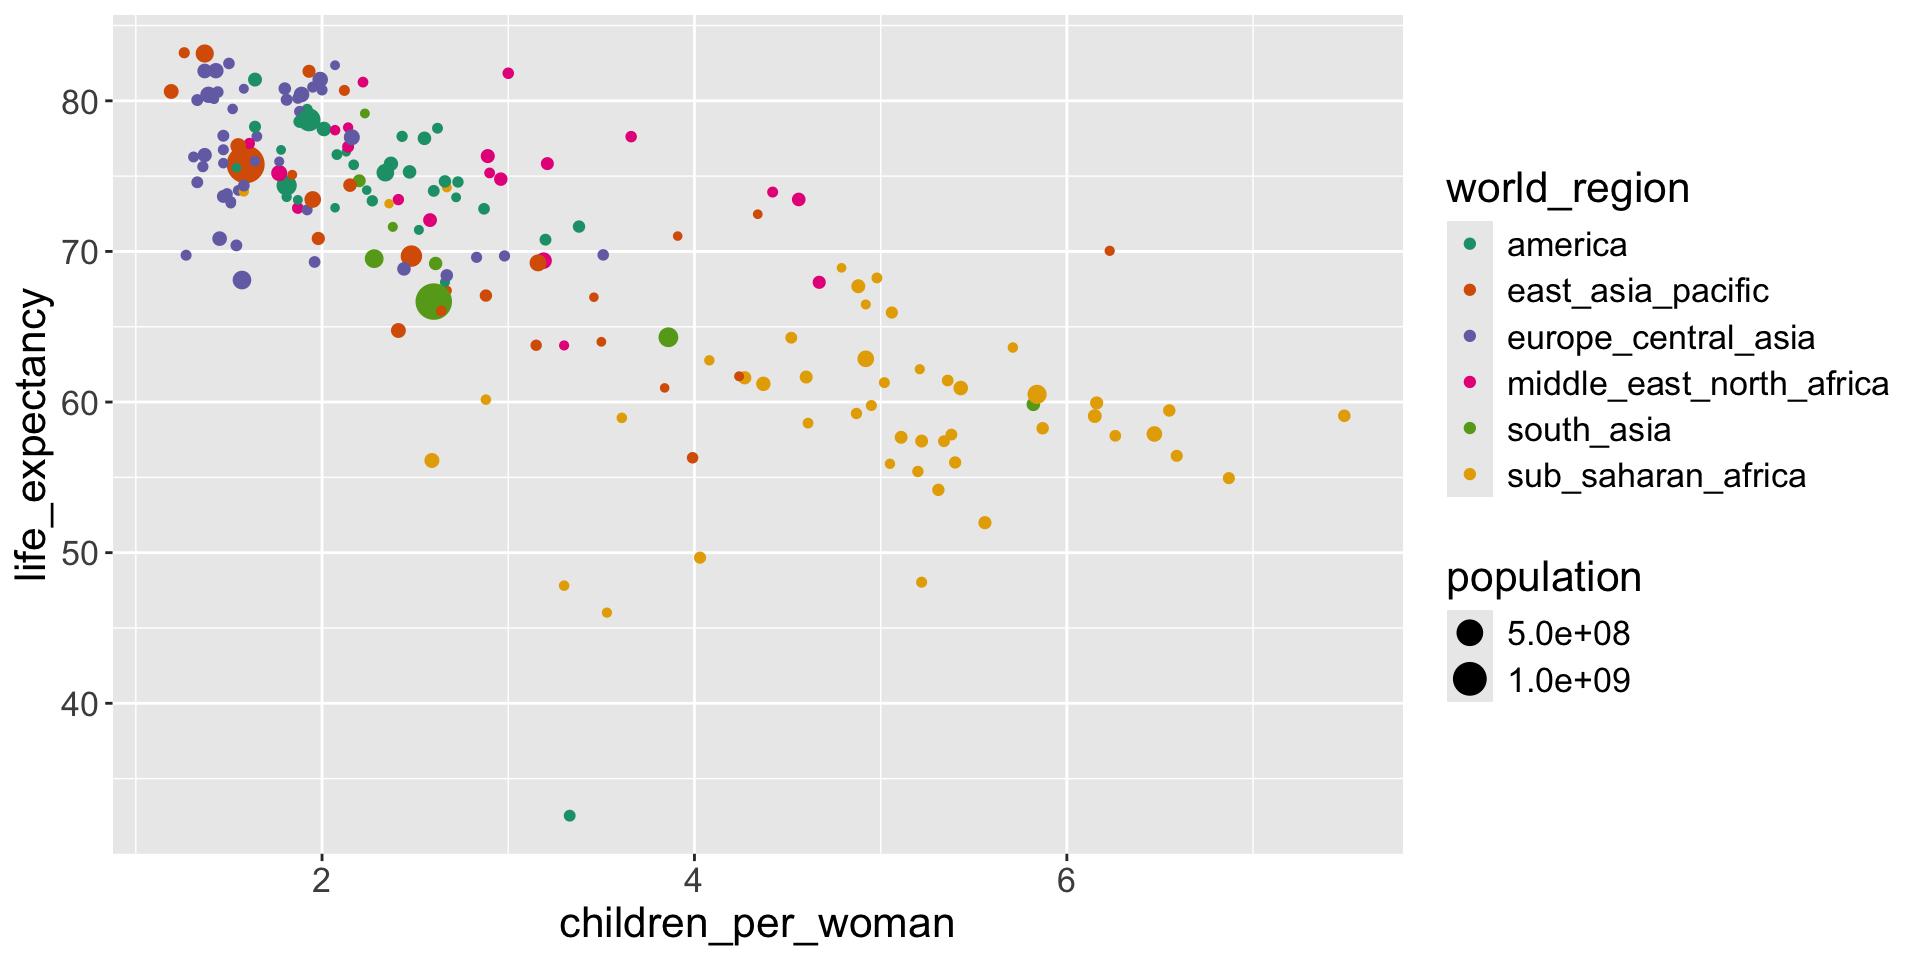 80
70
60
50
40
life_expectancy
2
4
6
children_per_woman
world_region
america
east_asia_pacific
europe_central_asia
middle_east_north_africa
south_asia
sub_saharan_africa
population
5.0e+08
1.0e+09